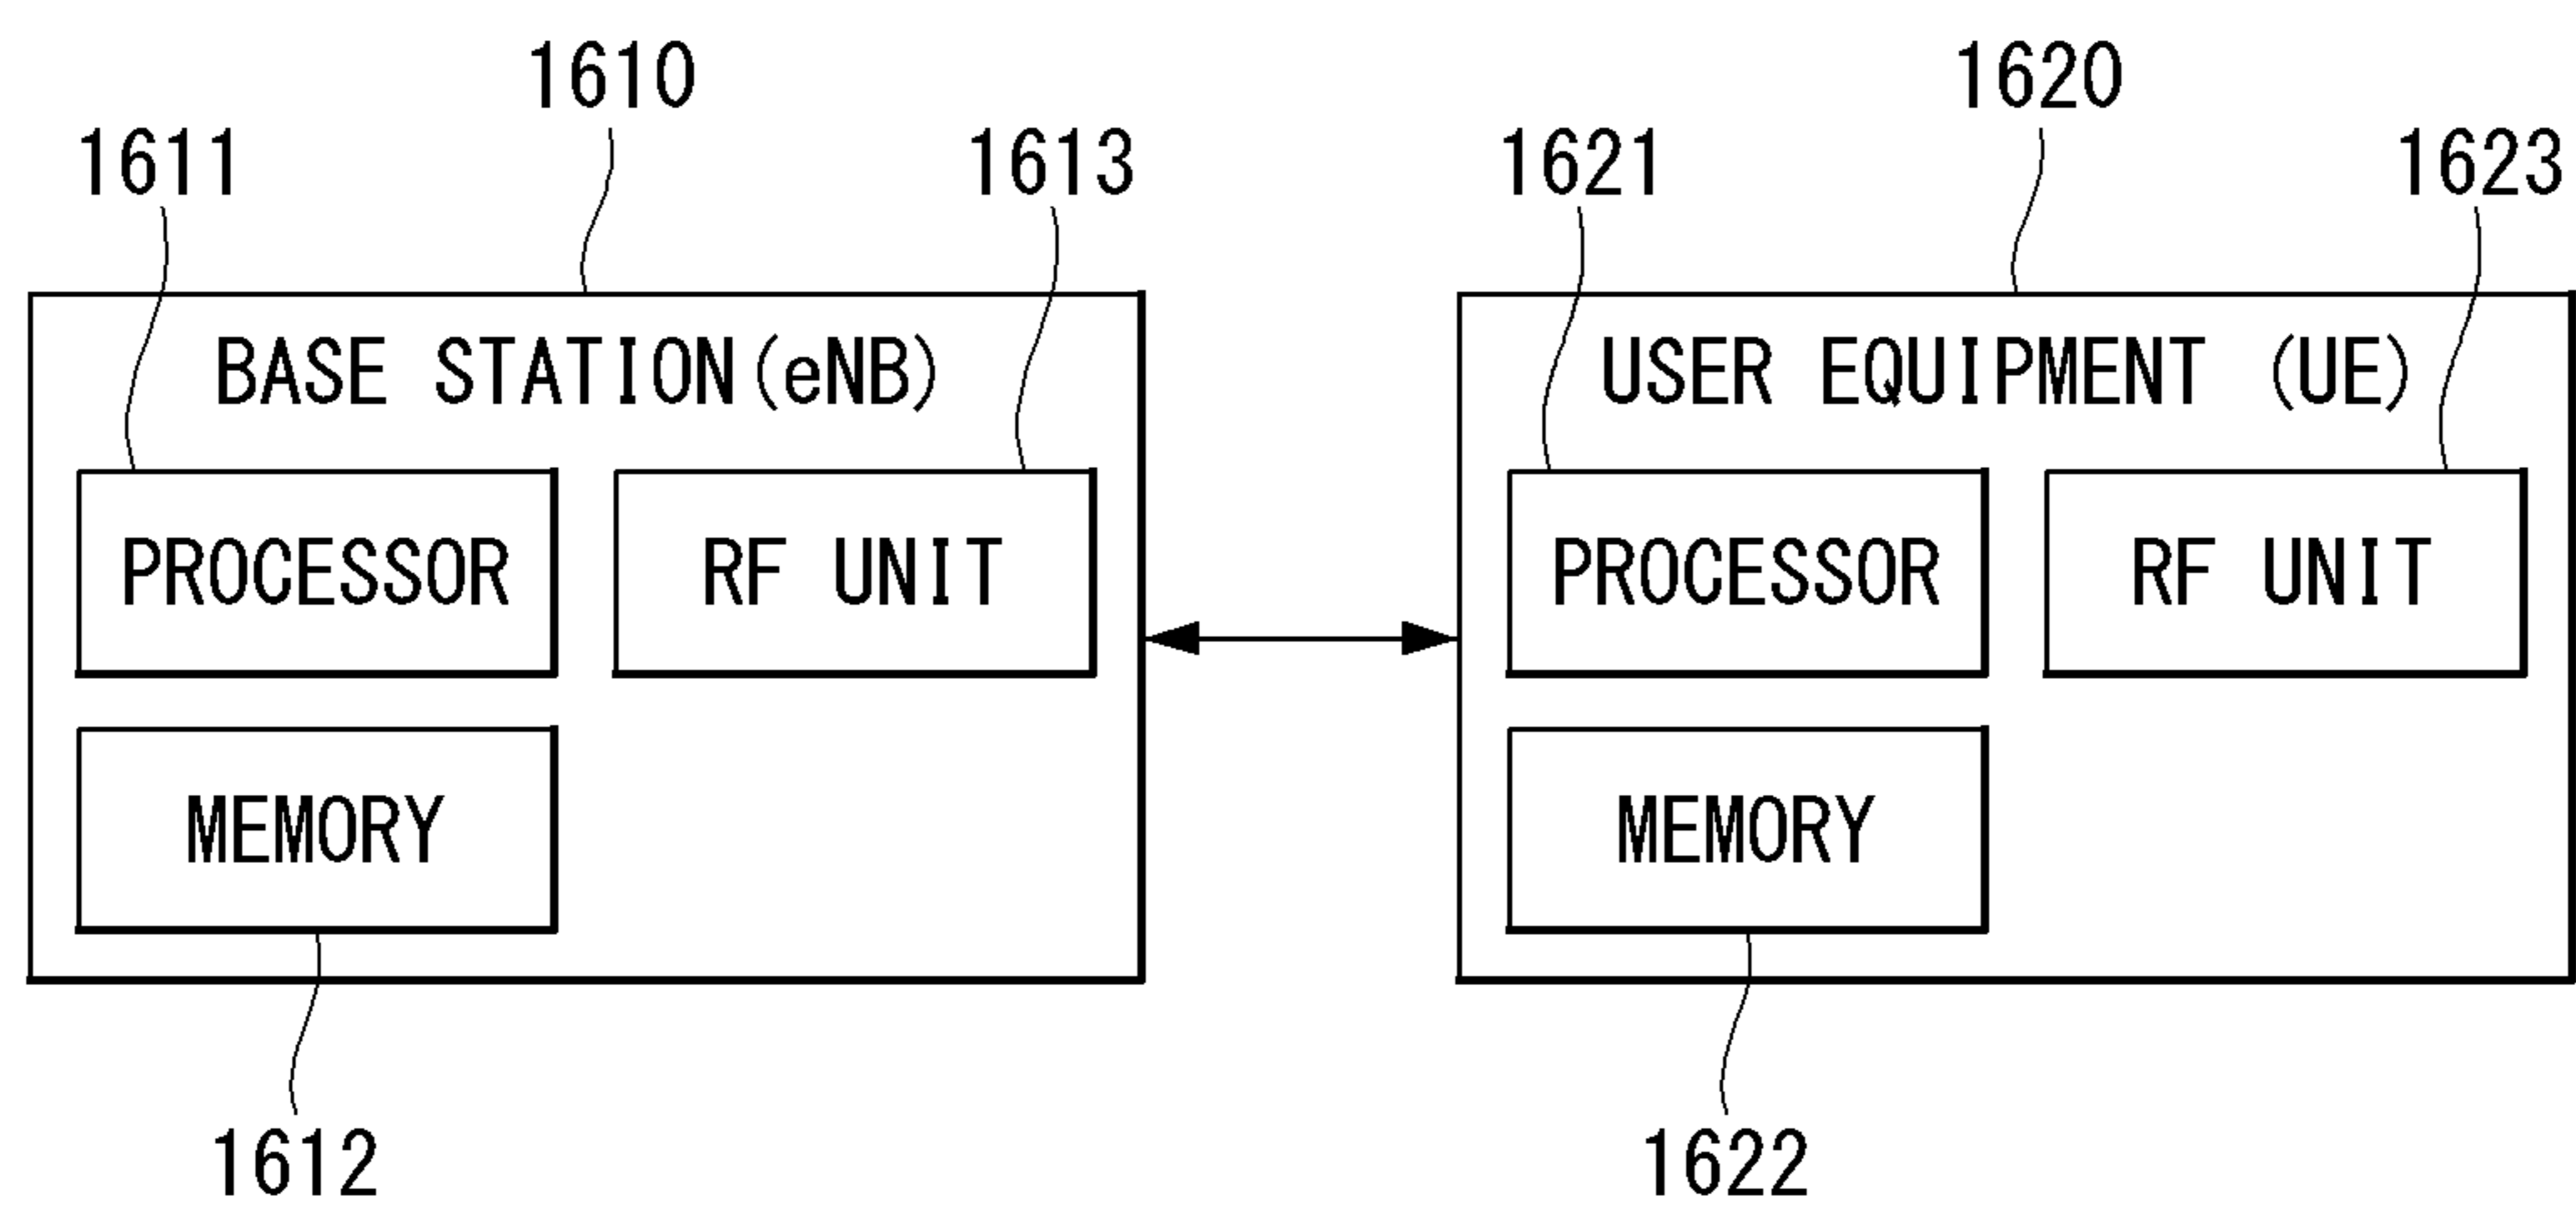 1610
1620
1611
1613
1621
1623
BASE STATION(eNB)
USER EQUIPMENT (UE)
PROCESSOR
RF UNIT
PROCESSOR
RF UNIT
MEMORY
MEMORY
1612
1622